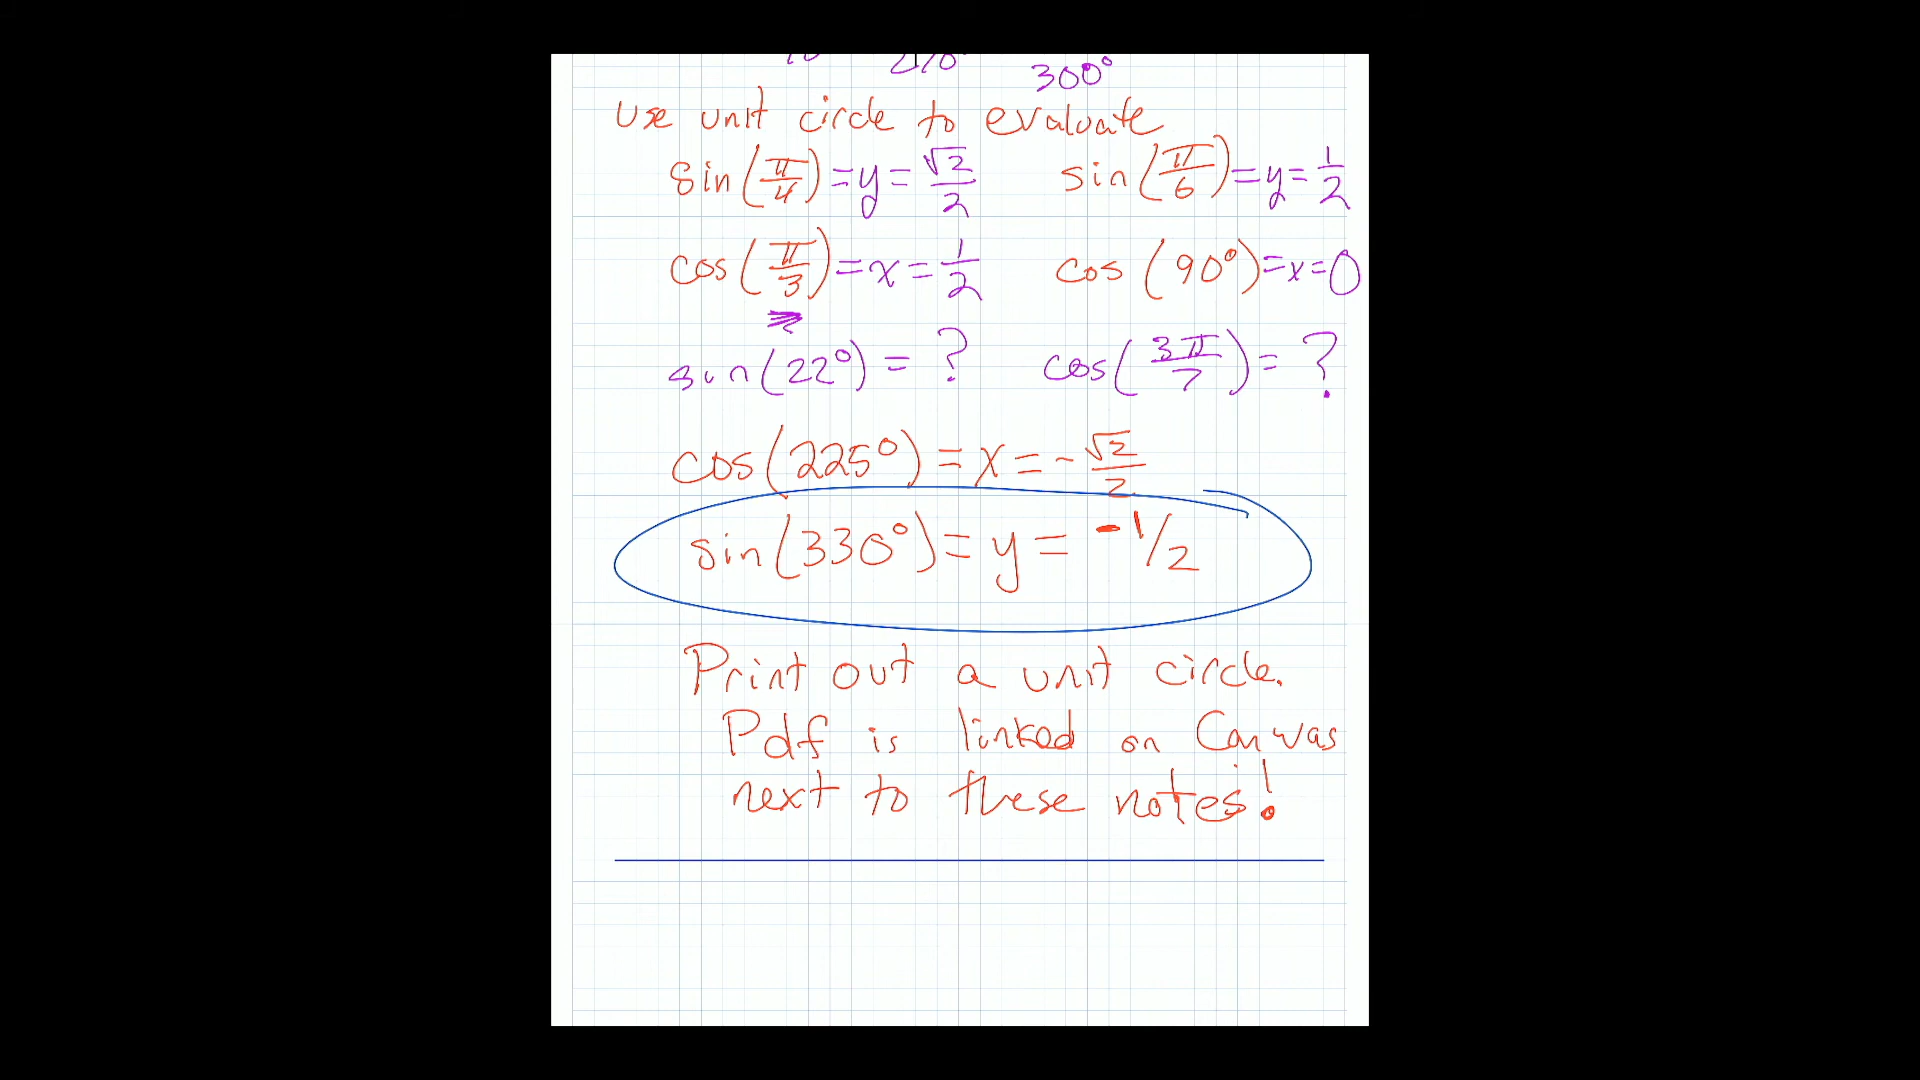 300°
Use unit circle to evaluate
sin(π/4) = y = √2/2 sin(π/6) = y = 1/2
cos(π/3) = x = 1/2 cos(90°) = x = 0
sin(22°) = ? cos(3π/7) = ?
cos(225°) = x = -√2/2
sin(330°) = y = -1/2
Print out a unit circle.
Pdf is linked on Canvas
next to these notes!